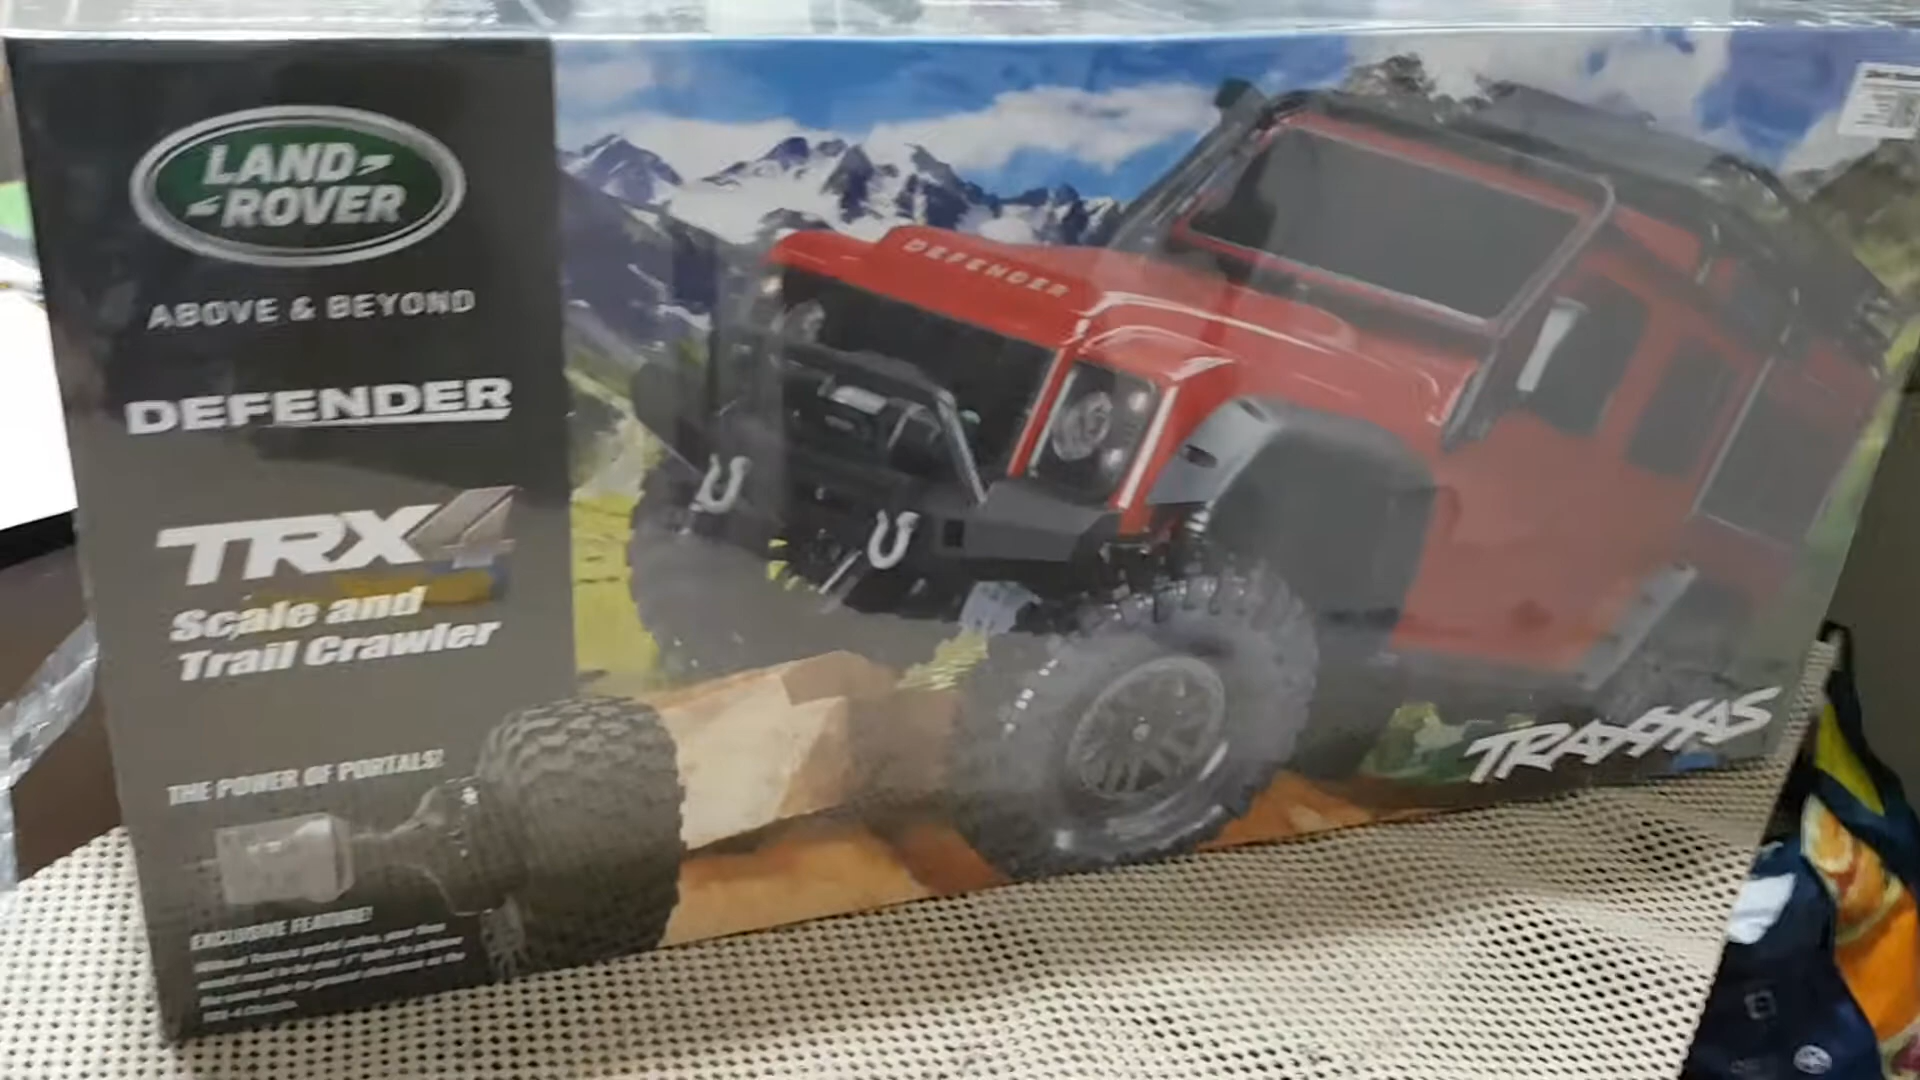 LAND
ROVER
ABOVE & BEYOND
DEFENDER
TRX4
Scale and
Trail Crawler
THE POWER OF PORTALS!
EXCLUSIVE FEATURE!
DEFENDER
TRAXXAS